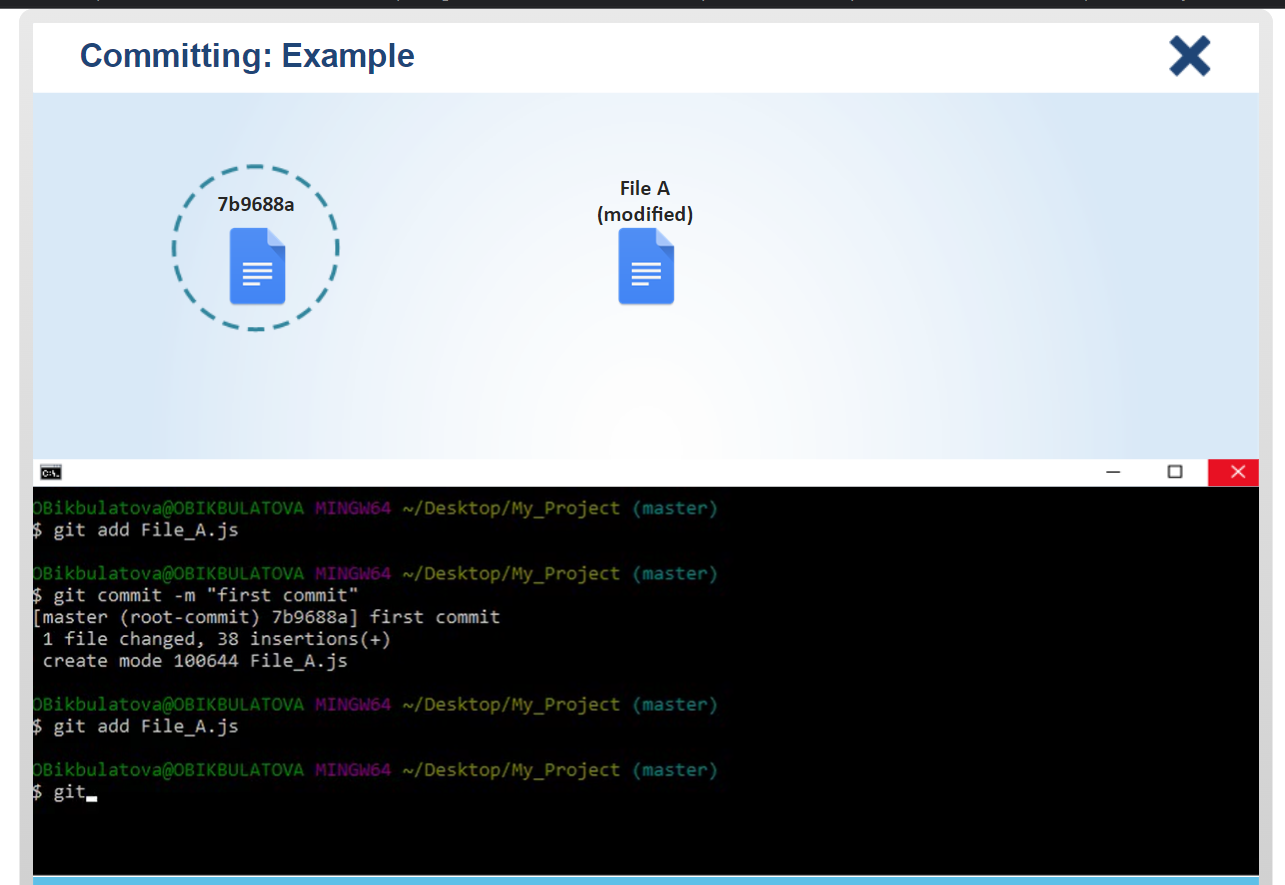 Committing: Example
7b9688a
File A
(modified)
OBikbulatova@OBIKBULATOVA MINGW64 ~/Desktop/My_Project (master)
$ git add File_A.js
OBikbulatova@OBIKBULATOVA MINGW64 ~/Desktop/My_Project (master)
$ git commit -m "first commit"
[master (root-commit) 7b9688a] first commit
1 file changed, 38 insertions(+)
create mode 100644 File_A.js
OBikbulatova@OBIKBULATOVA MINGW64 ~/Desktop/My_Project (master)
$ git add File_A.js
OBikbulatova@OBIKBULATOVA MINGW64 ~/Desktop/My_Project (master)
$ git